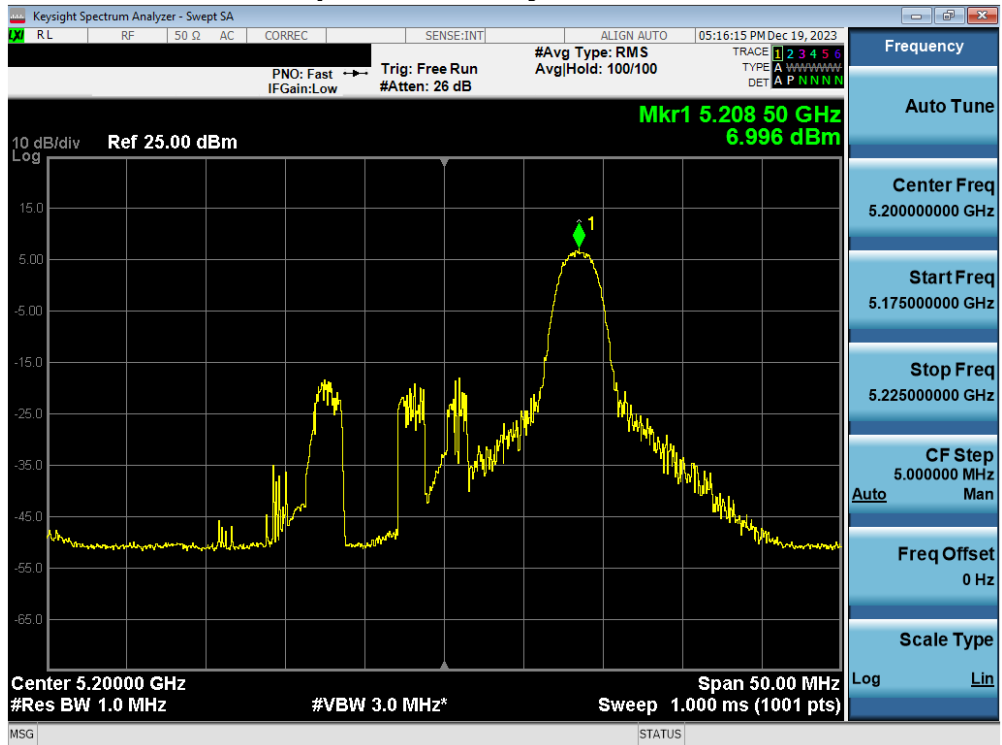 Keysight Spectrum Analyzer - Swept SA
LXI RL RF 50 Ω AC CORREC SENSE:INT ALIGN AUTO 05:16:15 PM Dec 19, 2023
PNO: Fast
IFGain:Low
Trig: Free Run
#Atten: 26 dB
#Avg Type: RMS
Avg|Hold: 100/100
TRACE 1 2 3 4 5 6
TYPE A WWWWW
DET A P N N N N
Mkr1 5.208 50 GHz
6.996 dBm
10 dB/div Ref 25.00 dBm
Log
15.0
5.00
-5.00
-15.0
-25.0
-35.0
-45.0
-55.0
-65.0
1
Center 5.20000 GHz Span 50.00 MHz
#Res BW 1.0 MHz #VBW 3.0 MHz* Sweep 1.000 ms (1001 pts)
MSG STATUS
Frequency
Auto Tune
Center Freq
5.200000000 GHz
Start Freq
5.175000000 GHz
Stop Freq
5.225000000 GHz
CF Step
5.000000 MHz
Auto Man
Freq Offset
0 Hz
Scale Type
Log Lin